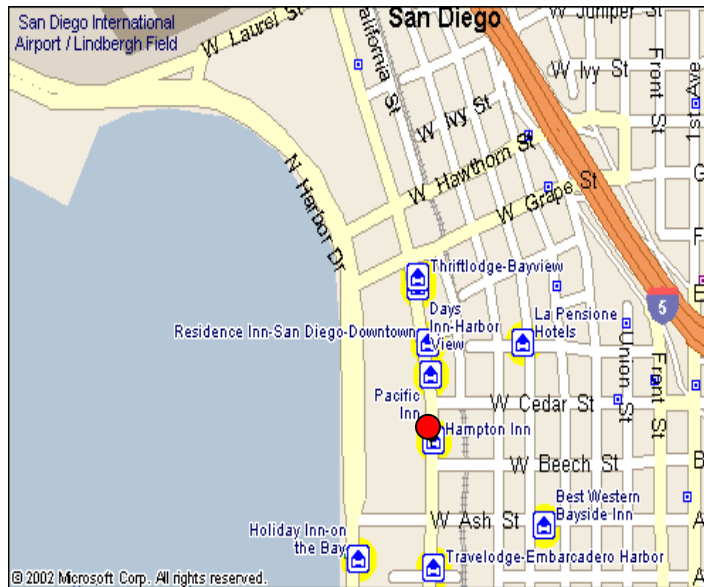 San Diego International
Airport / Lindbergh Field
W Laurel St
San Diego
W Juniper St
alifornia St
W Ivy St
W Ivy St
Front St
1st Ave
W Hawthorn St
G
W Grape St
N Harbor Dr
F
Thriftlodge-Bayview
E
5
Days
Inn-Harbor
View
La Pensione
Hotels
Residence Inn-San Diego-Downtown
Union St
Front St
Pacific
Inn
W Cedar St
Hampton Inn
W Beech St
B
Best Western
Bayside-Inn
W Ash St
A
Holiday Inn-on
the Bay
Travelodge-Embarcadero Harbor
A
© 2002 Microsoft Corp. All rights reserved.